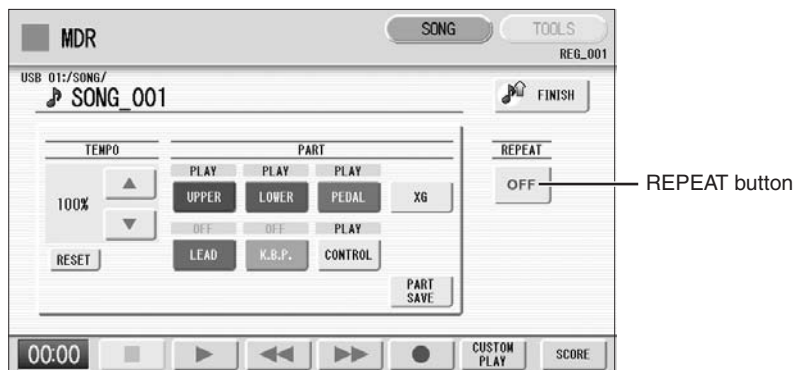 MDR
SONG
TOOLS
REG_001
USB 01:/SONG/
SONG_001
FINISH
TEMPO
PART
REPEAT
PLAY PLAY PLAY
100%
UPPER LOWER PEDAL XG
OFF
REPEAT button
OFF OFF PLAY
RESET
LEAD K.B.P. CONTROL
PART
SAVE
00:00
CUSTOM
PLAY
SCORE